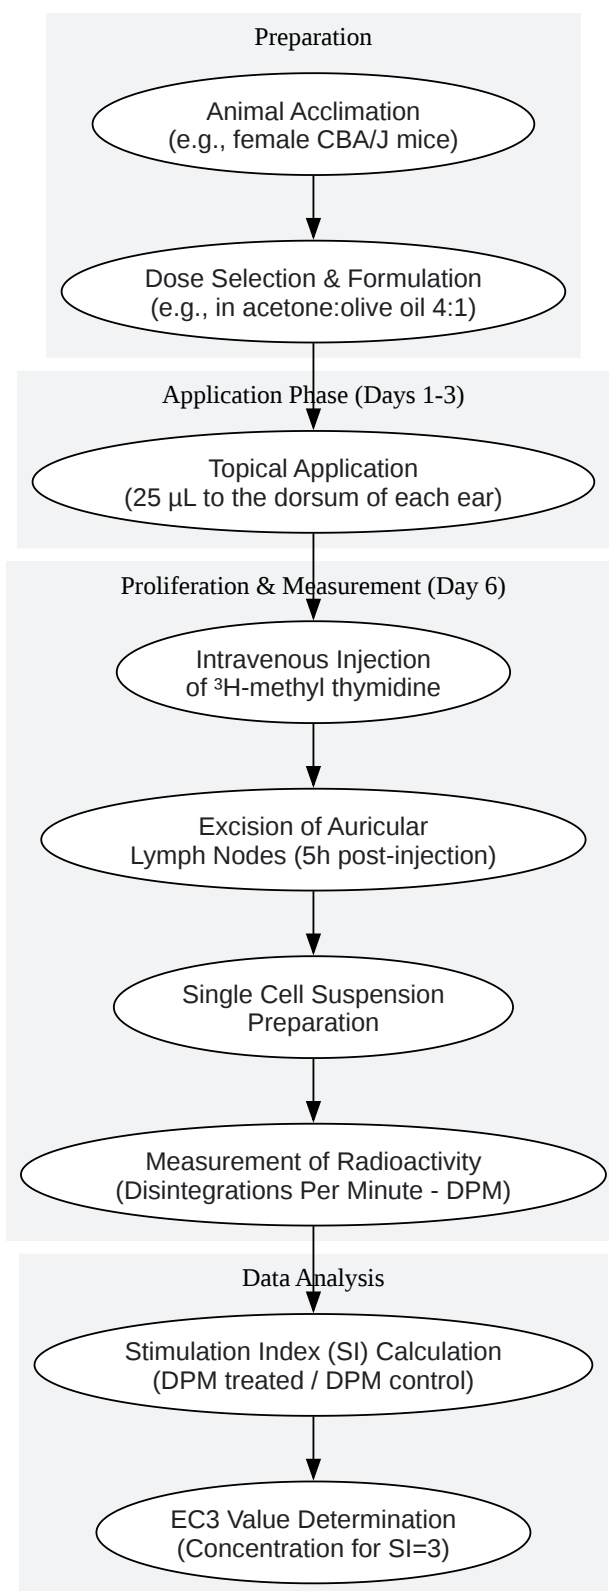 Preparation
Animal Acclimation
(e.g., female CBA/J mice)
Dose Selection & Formulation
(e.g., in acetone:olive oil 4:1)
Application Phase (Days 1-3)
Topical Application
(25 µL to the dorsum of each ear)
Proliferation & Measurement (Day 6)
Intravenous Injection
of ³H-methyl thymidine
Excision of Auricular
Lymph Nodes (5h post-injection)
Single Cell Suspension
Preparation
Measurement of Radioactivity
(Disintegrations Per Minute - DPM)
Data Analysis
Stimulation Index (SI) Calculation
(DPM treated / DPM control)
EC3 Value Determination
(Concentration for SI=3)